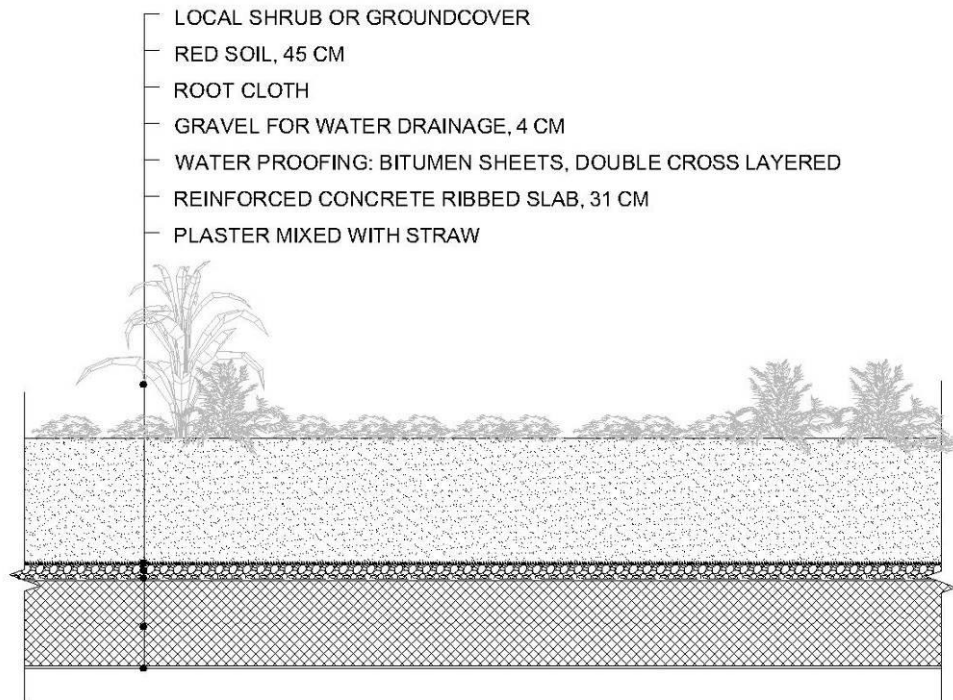 LOCAL SHRUB OR GROUNDCOVER
RED SOIL, 45 CM
ROOT CLOTH
GRAVEL FOR WATER DRAINAGE, 4 CM
WATER PROOFING: BITUMEN SHEETS, DOUBLE CROSS LAYERED
REINFORCED CONCRETE RIBBED SLAB, 31 CM
PLASTER MIXED WITH STRAW